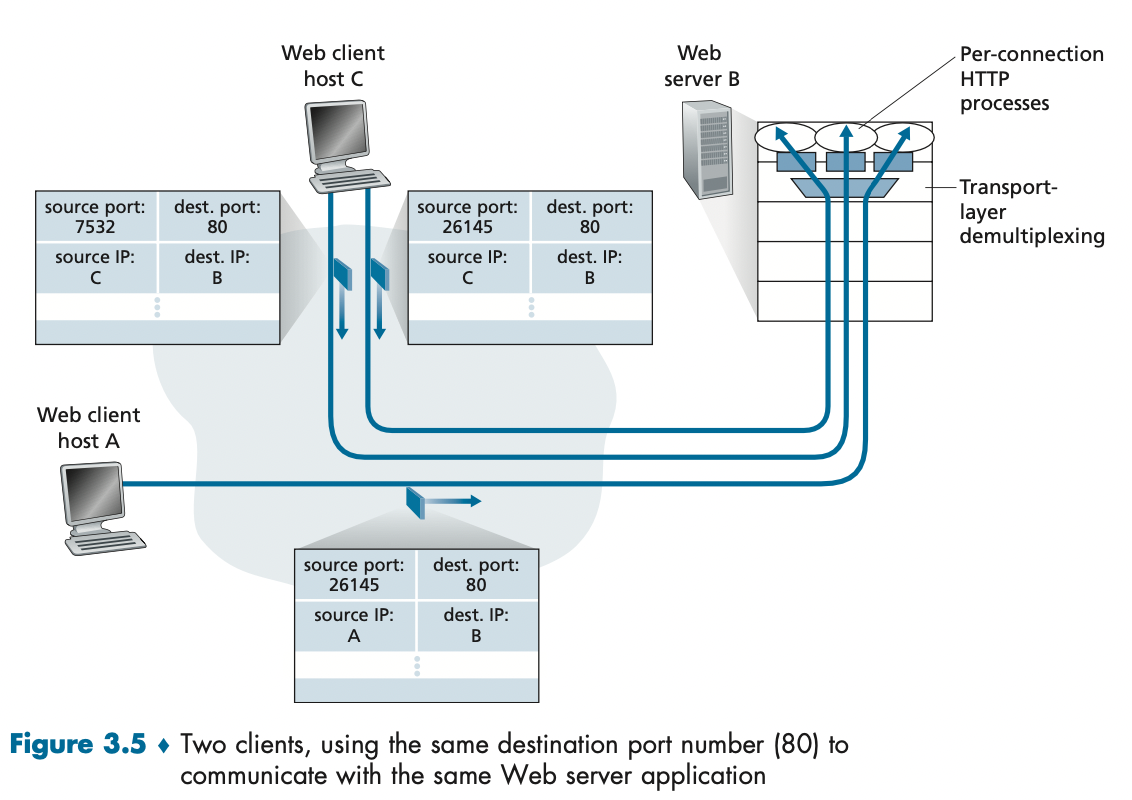 Web client
host C
Web
server B
Per-connection
HTTP
processes
Transport-
layer
demultiplexing
source port:
7532
dest. port:
80
source IP:
C
dest. IP:
B
source port:
26145
dest. port:
80
source IP:
C
dest. IP:
B
Web client
host A
source port:
26145
dest. port:
80
source IP:
A
dest. IP:
B
Figure 3.5 ♦ Two clients, using the same destination port number (80) to
communicate with the same Web server application